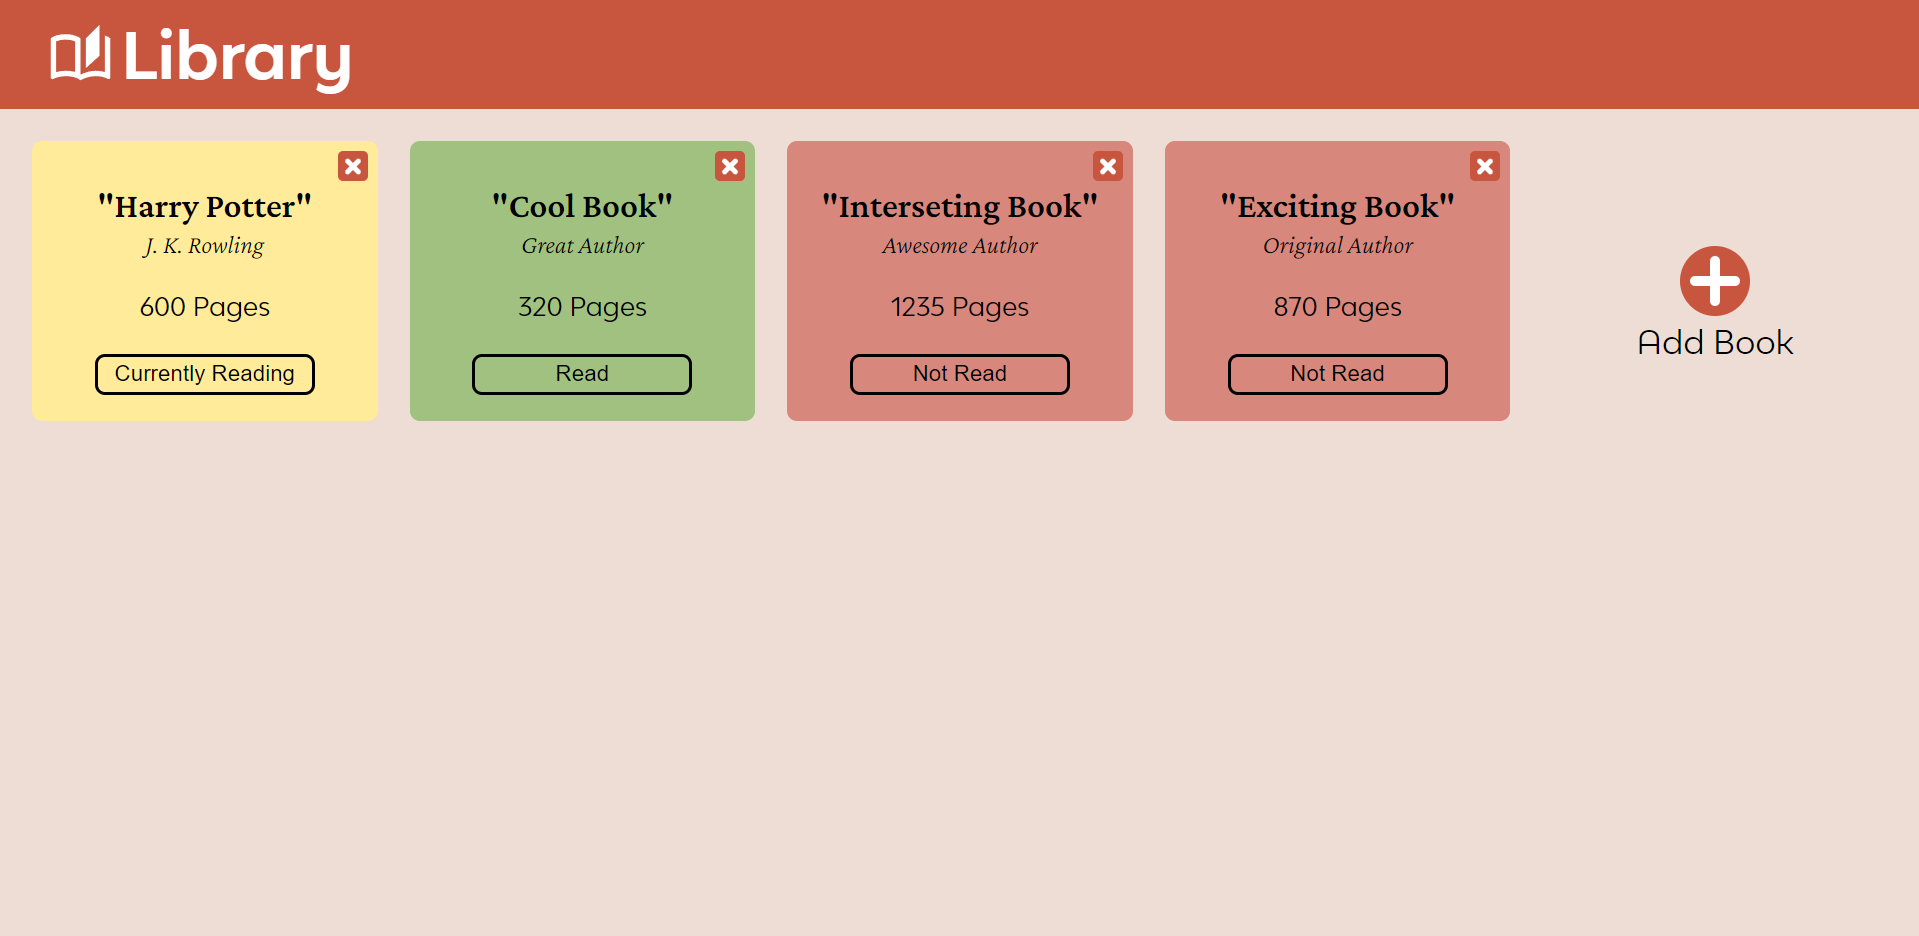 Library
"Harry Potter"
J. K. Rowling
600 Pages
Currently Reading
"Cool Book"
Great Author
320 Pages
Read
"Interseting Book"
Awesome Author
1235 Pages
Not Read
"Exciting Book"
Original Author
870 Pages
Not Read
Add Book